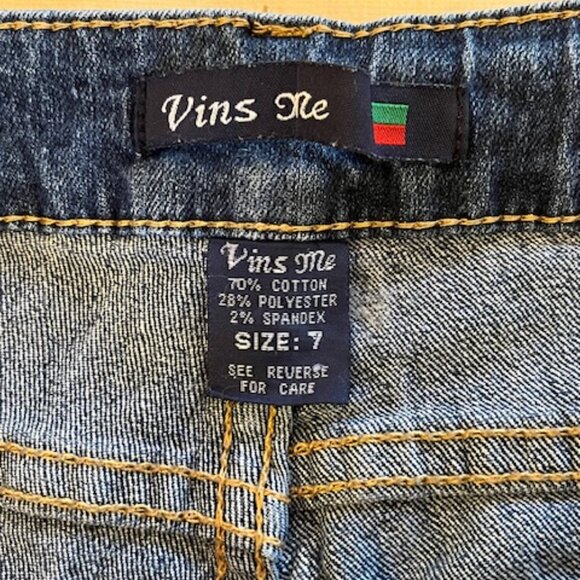 Vins Me
Vins Me
70% COTTON
28% POLYESTER
2% SPANDEX
SIZE: 7
SEE REVERSE
FOR CARE